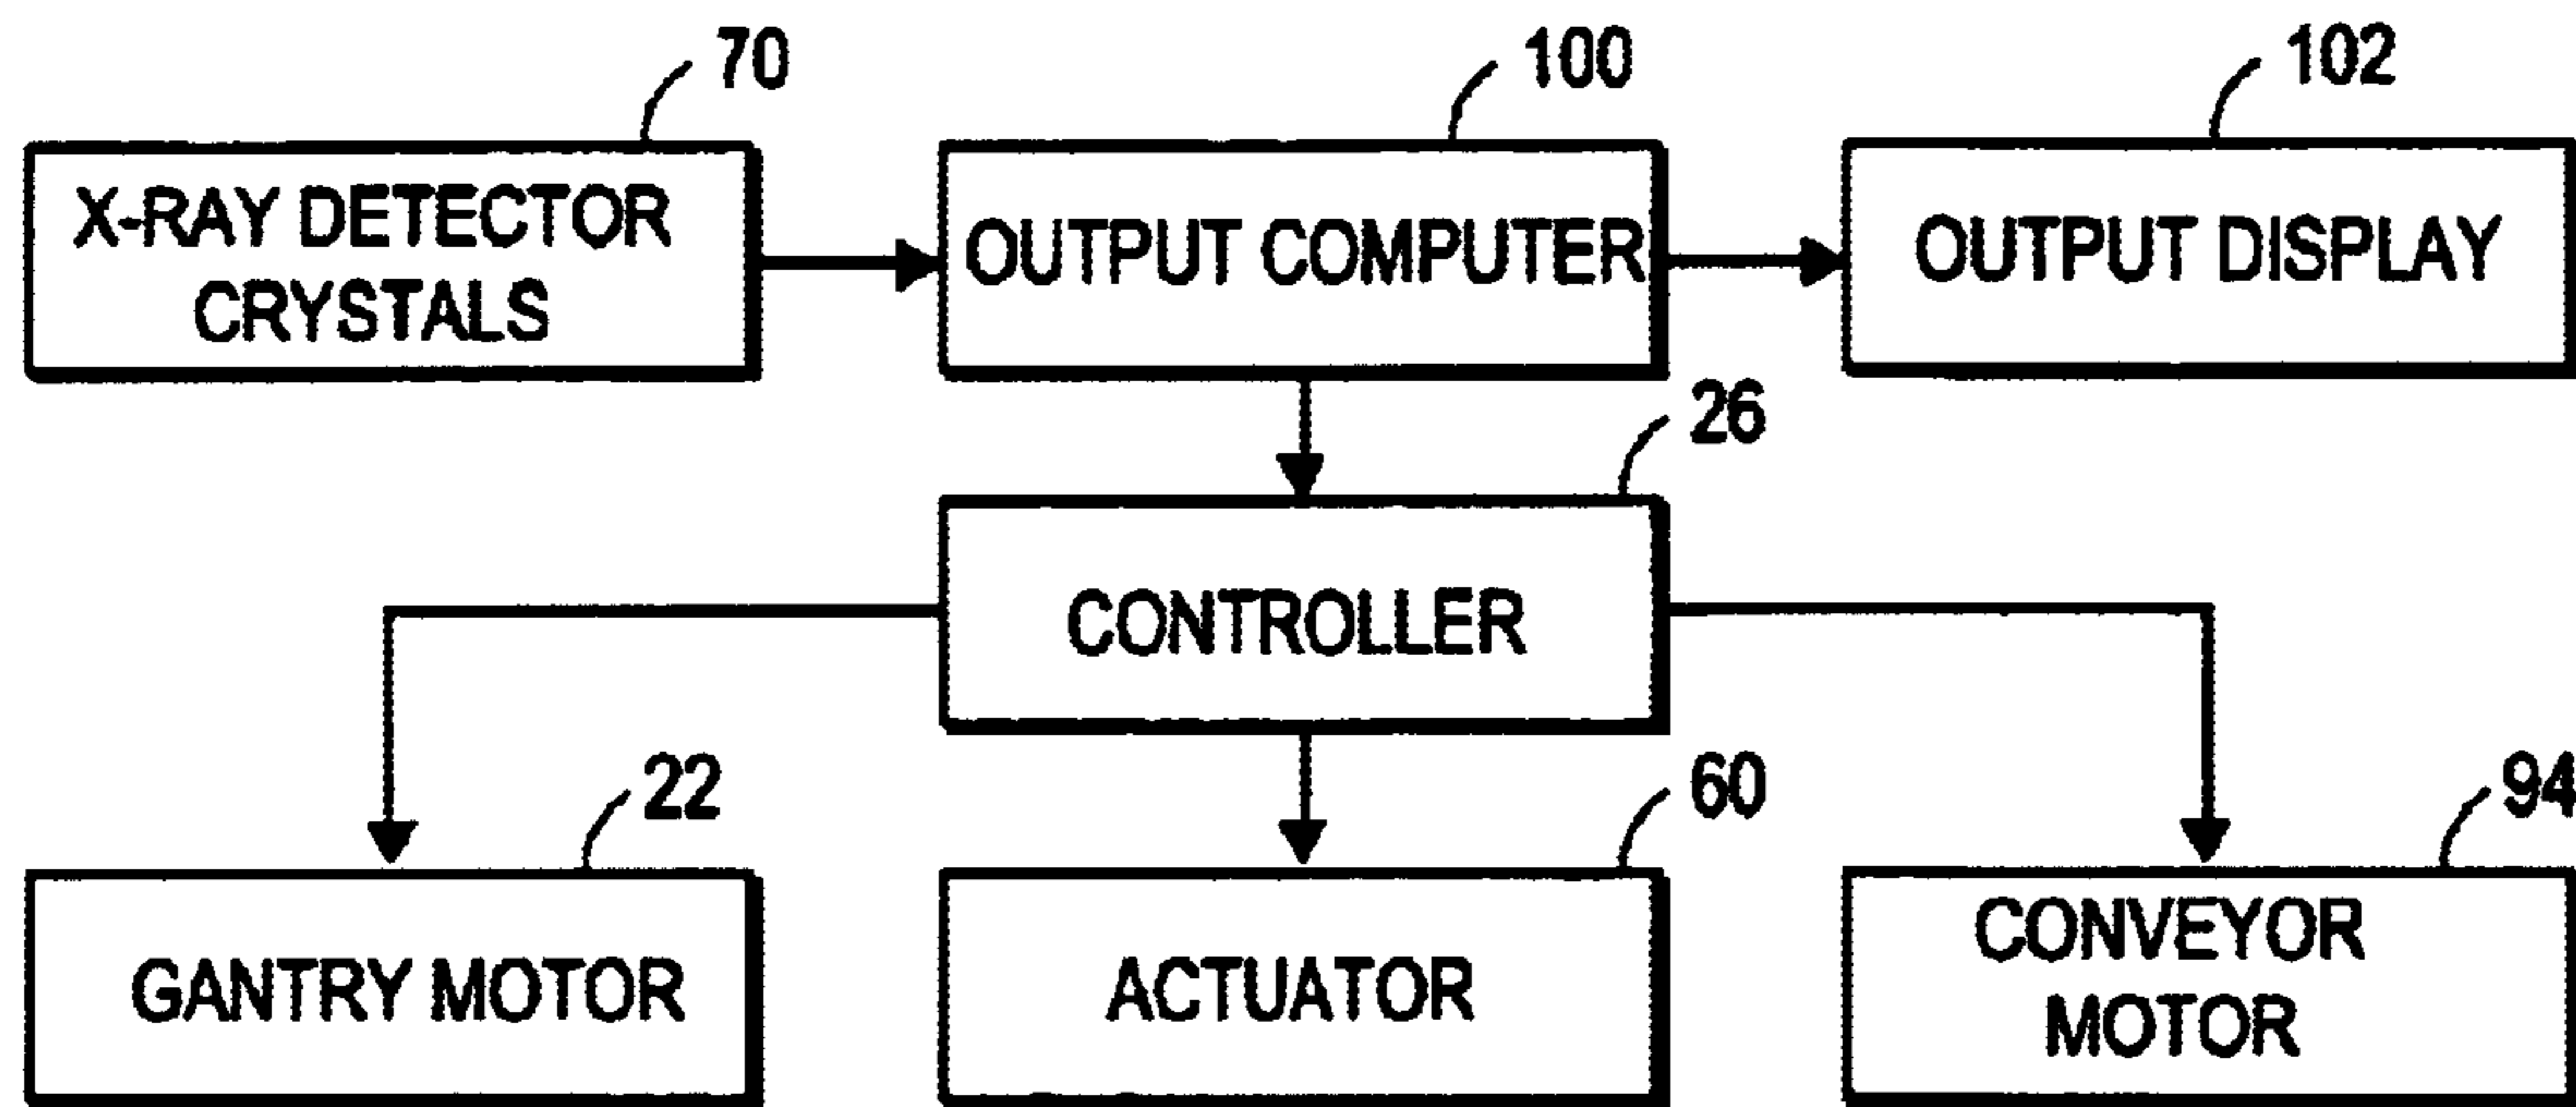 70
100
102
X-RAY DETECTOR
CRYSTALS
OUTPUT COMPUTER
OUTPUT DISPLAY
26
CONTROLLER
22
60
94
GANTRY MOTOR
ACTUATOR
CONVEYOR
MOTOR